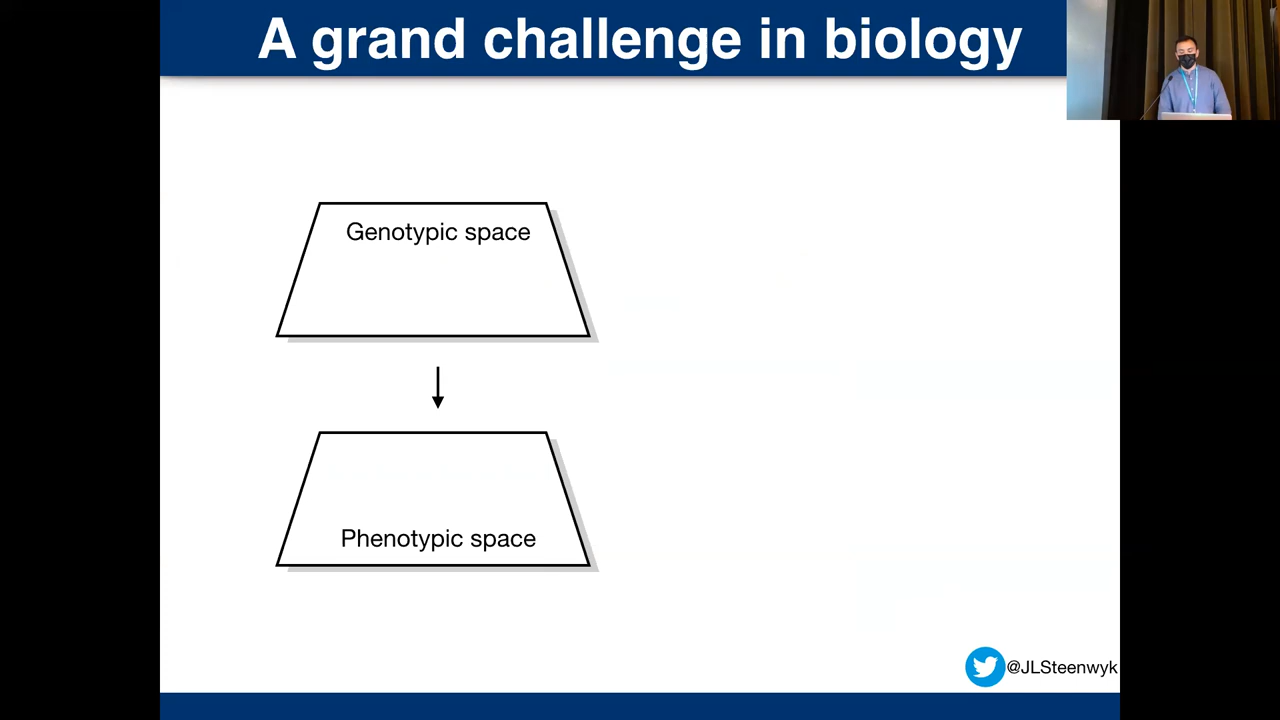 A grand challenge in biology
Genotypic space
Phenotypic space
@JLSteenwyk